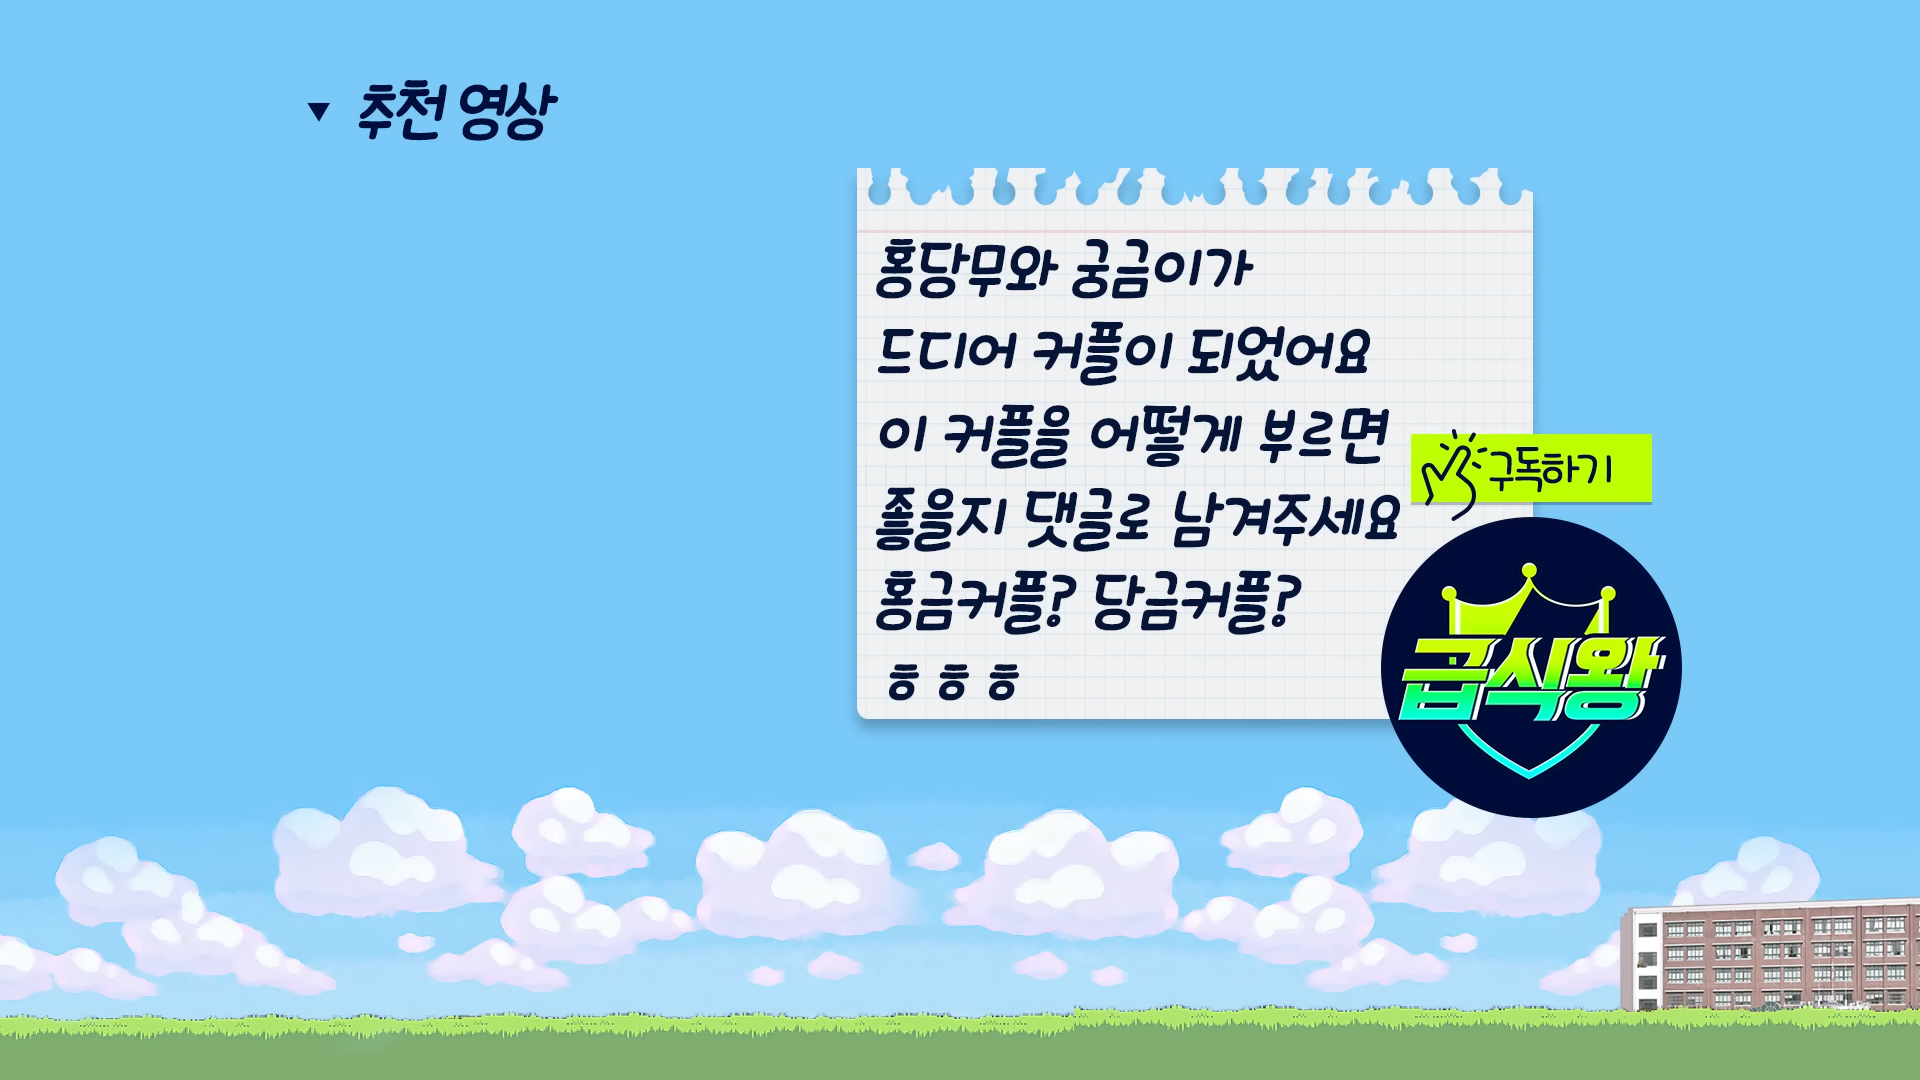 ▼ 추천 영상
홍당무와 궁금이가
드디어 커플이 되었어요
이 커플을 어떻게 부르면
좋을지 댓글로 남겨주세요
홍금커플? 당금커플?
ㅎㅎㅎ
구독하기
급식왕